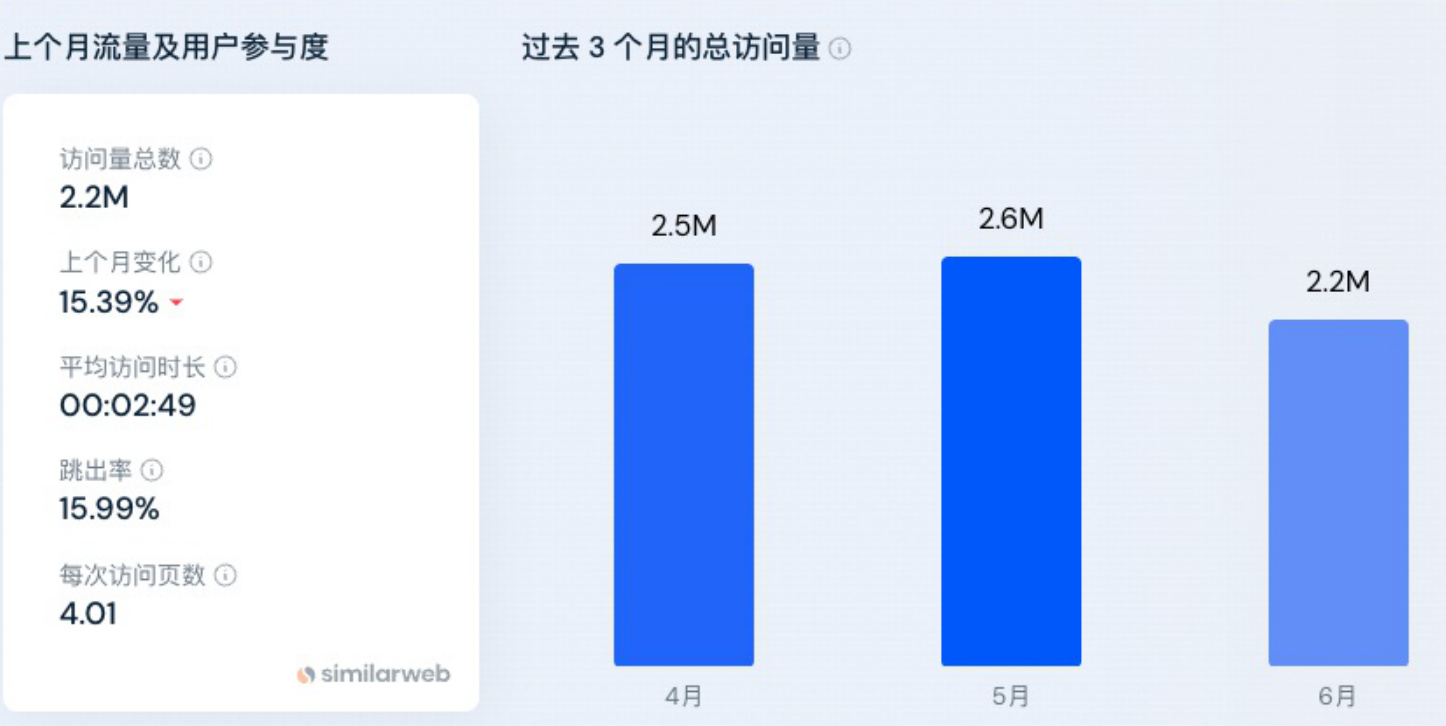 上个月流量及用户参与度
访问量总数
2.2M
上个月变化
15.39%
平均访问时长
00:02:49
跳出率
15.99%
每次访问页数
4.01
similarweb
过去 3 个月的总访问量
2.5M
2.6M
2.2M
4月
5月
6月